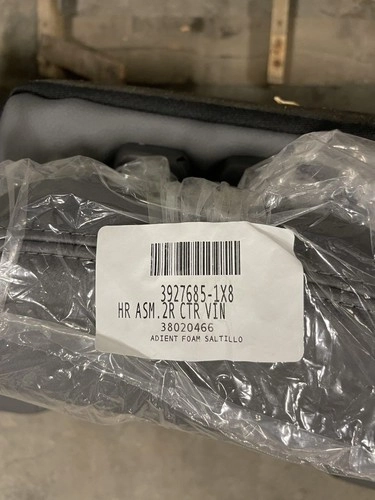 3927685-1X8
HR ASM.2R CTR VIN
38020466
ADIENT FOAM SALTILLO